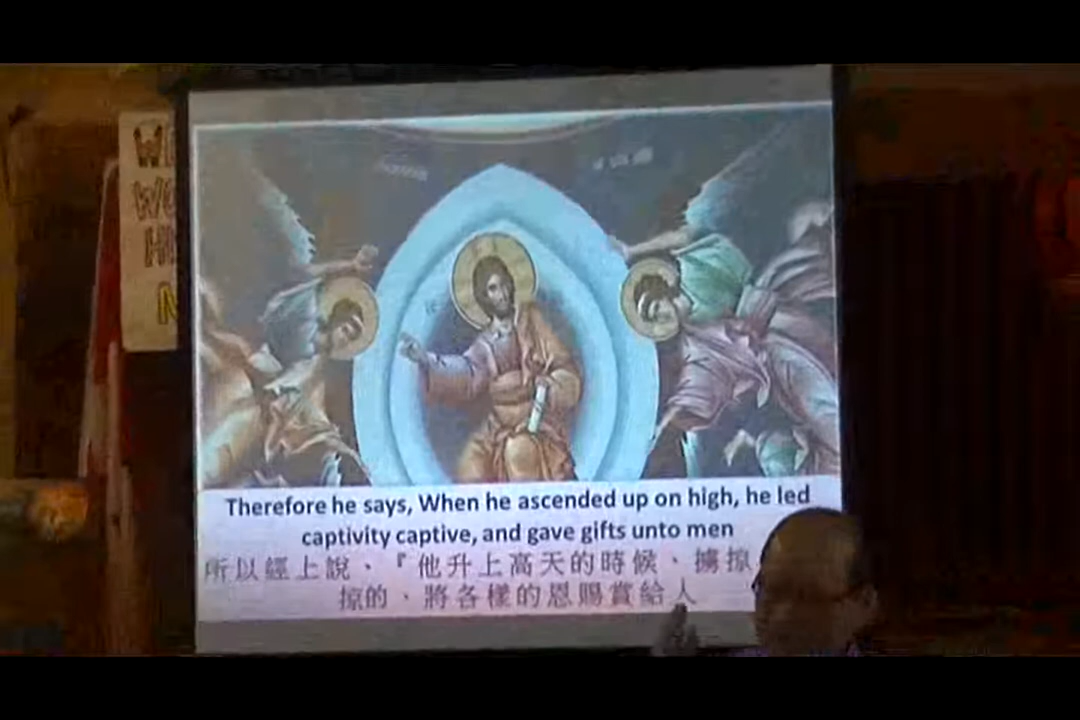 Therefore he says, When he ascended up on high, he led
captivity captive, and gave gifts unto men
所以經上說、『他升上高天的時候、擄掠
掠的、將各樣的恩賜賞給人